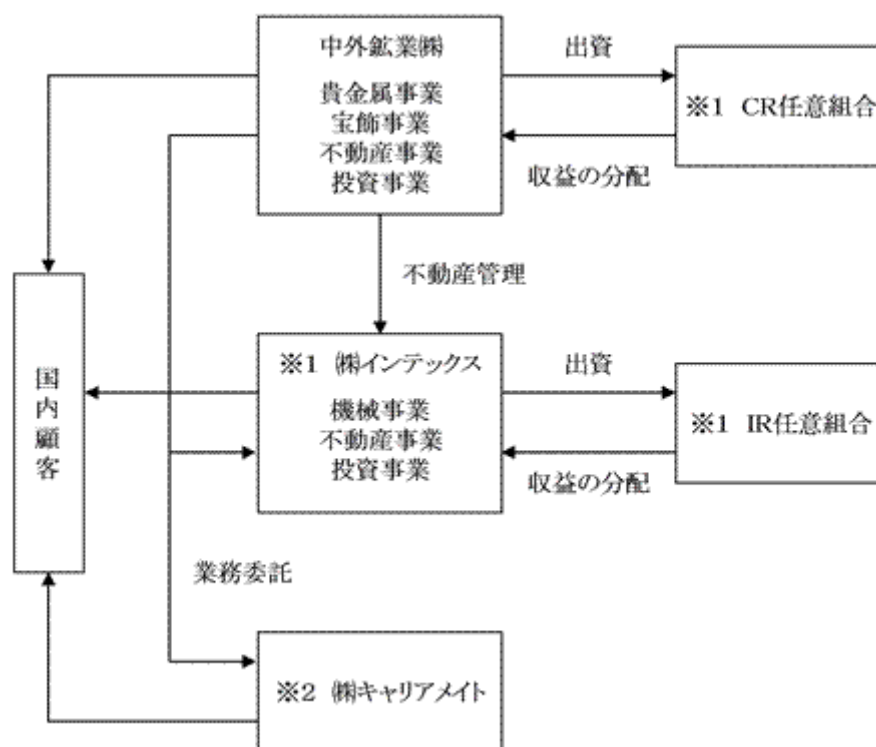 中外鉱業㈱
貴金属事業
宝飾事業
不動産事業
投資事業
出資
収益の分配
※1 CR任意組合
不動産管理
国内顧客
※1 ㈱インテックス
機械事業
不動産事業
投資事業
出資
収益の分配
※1 IR任意組合
業務委託
※2 ㈱キャリアメイト